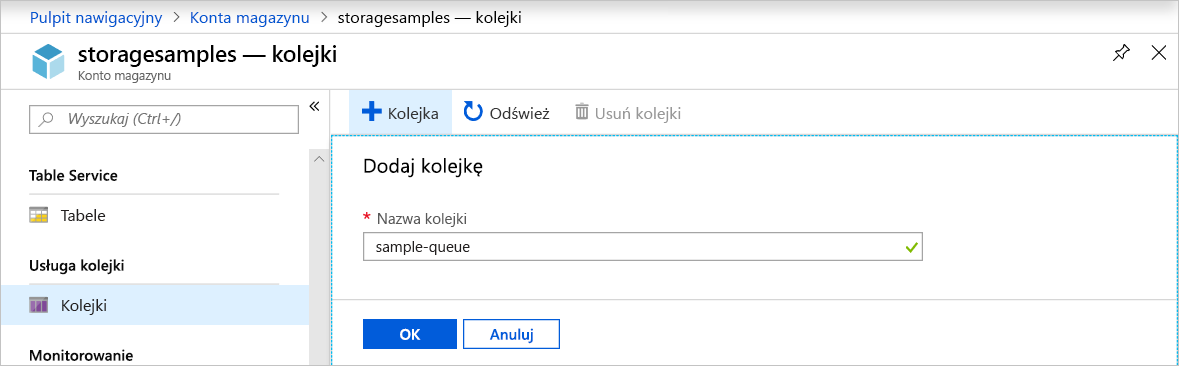 Pulpit nawigacyjny > Konta magazynu > storagesamples — kolejki
storagesamples — kolejki
Konto magazynu
Wyszukaj (Ctrl+/)
«
Table Service
Tabele
Usługa kolejki
Kolejki
Monitorowanie
Kolejka Odśwież Usuń kolejki
Dodaj kolejkę
* Nazwa kolejki
sample-queue
OK Anuluj